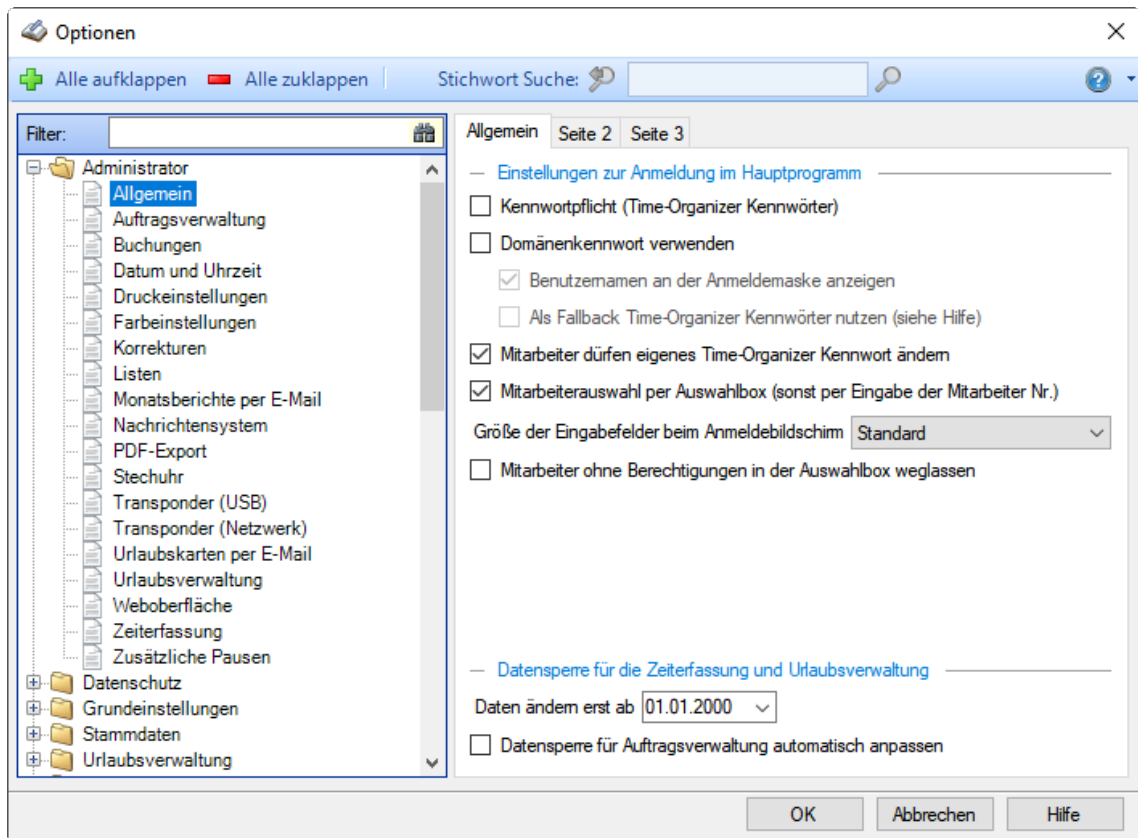 Optionen
Alle aufklappen Alle zuklappen Stichwort Suche:
Filter:
Administrator
Allgemein
Auftragsverwaltung
Buchungen
Datum und Uhrzeit
Druckeinstellungen
Farbeinstellungen
Korrekturen
Listen
Monatsberichte per E-Mail
Nachrichtensystem
PDF-Export
Stechuhr
Transponder (USB)
Transponder (Netzwerk)
Urlaubskarten per E-Mail
Urlaubsverwaltung
Weboberfläche
Zeiterfassung
Zusätzliche Pausen
Datenschutz
Grundeinstellungen
Stammdaten
Urlaubsverwaltung
Allgemein Seite 2 Seite 3
Einstellungen zur Anmeldung im Hauptprogramm
Kennwortpflicht (Time-Organizer Kennwörter)
Domänenkennwort verwenden
Benutzernamen an der Anmeldemaske anzeigen
Als Fallback Time-Organizer Kennwörter nutzen (siehe Hilfe)
Mitarbeiter dürfen eigenes Time-Organizer Kennwort ändern
Mitarbeiterauswahl per Auswahlbox (sonst per Eingabe der Mitarbeiter Nr.)
Größe der Eingabefelder beim Anmeldebildschirm Standard
Mitarbeiter ohne Berechtigungen in der Auswahlbox weglassen
Datensperre für die Zeiterfassung und Urlaubsverwaltung
Daten ändern erst ab 01.01.2000
Datensperre für Auftragsverwaltung automatisch anpassen
OK Abbrechen Hilfe